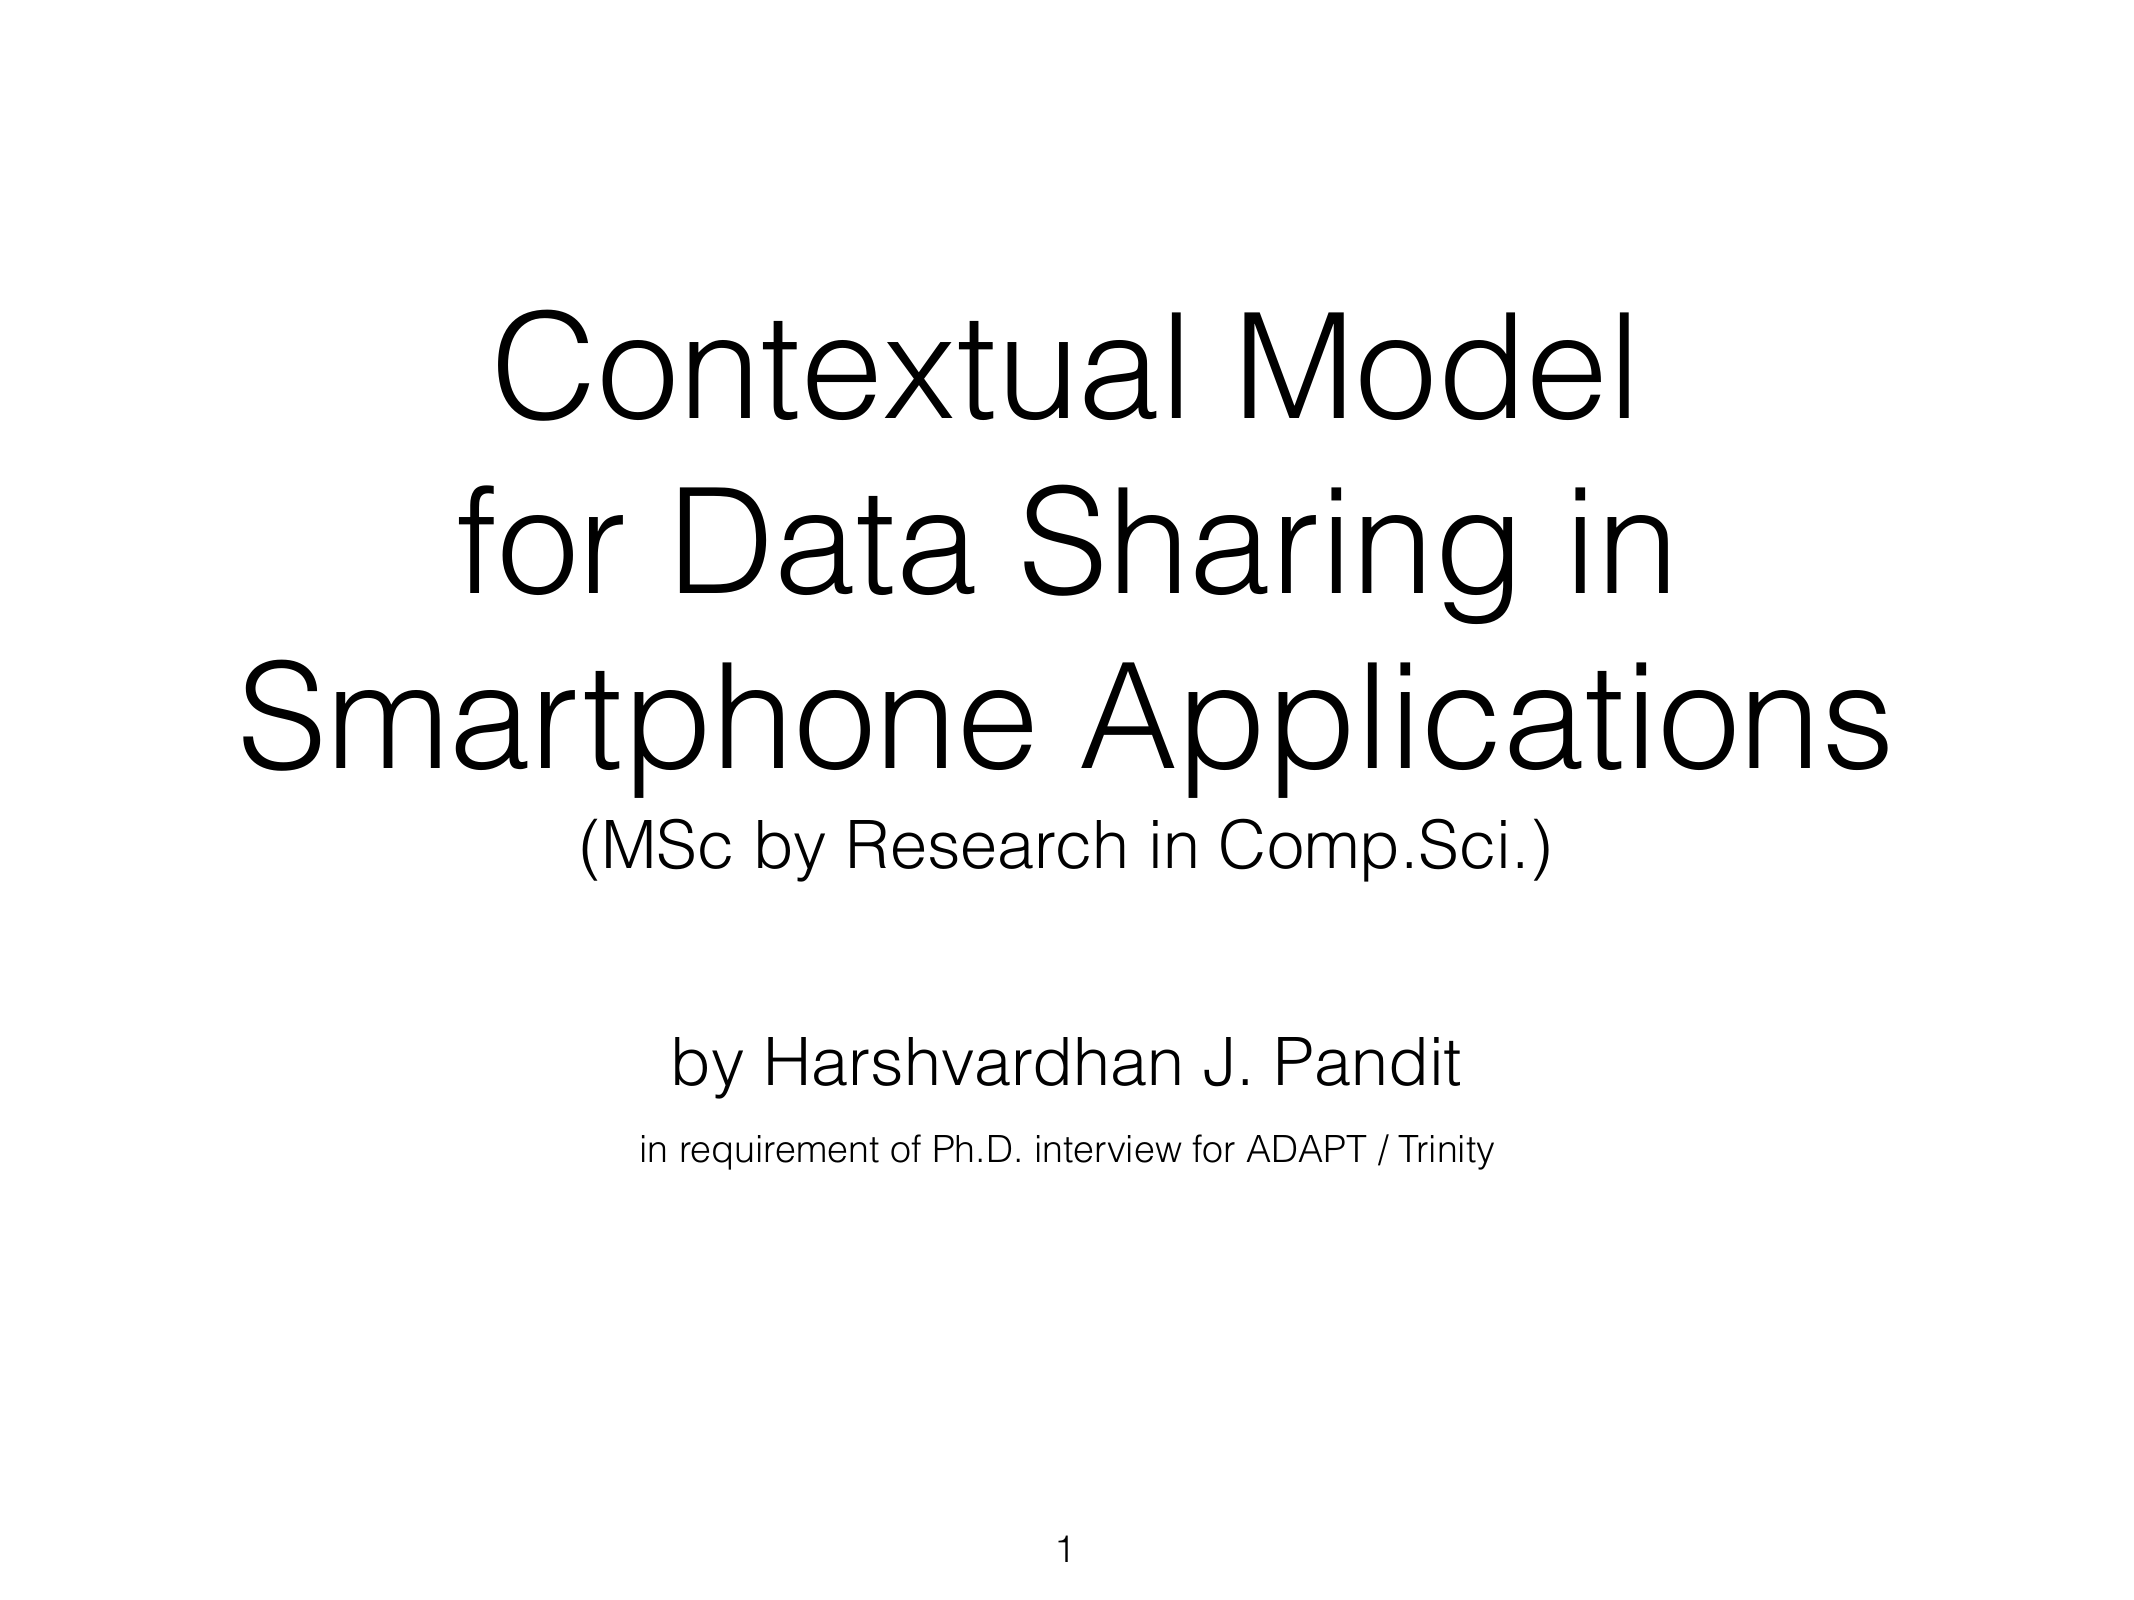 Contextual Model
for Data Sharing in
Smartphone Applications
(MSc by Research in Comp.Sci.)
by Harshvardhan J. Pandit
in requirement of Ph.D. interview for ADAPT / Trinity
1